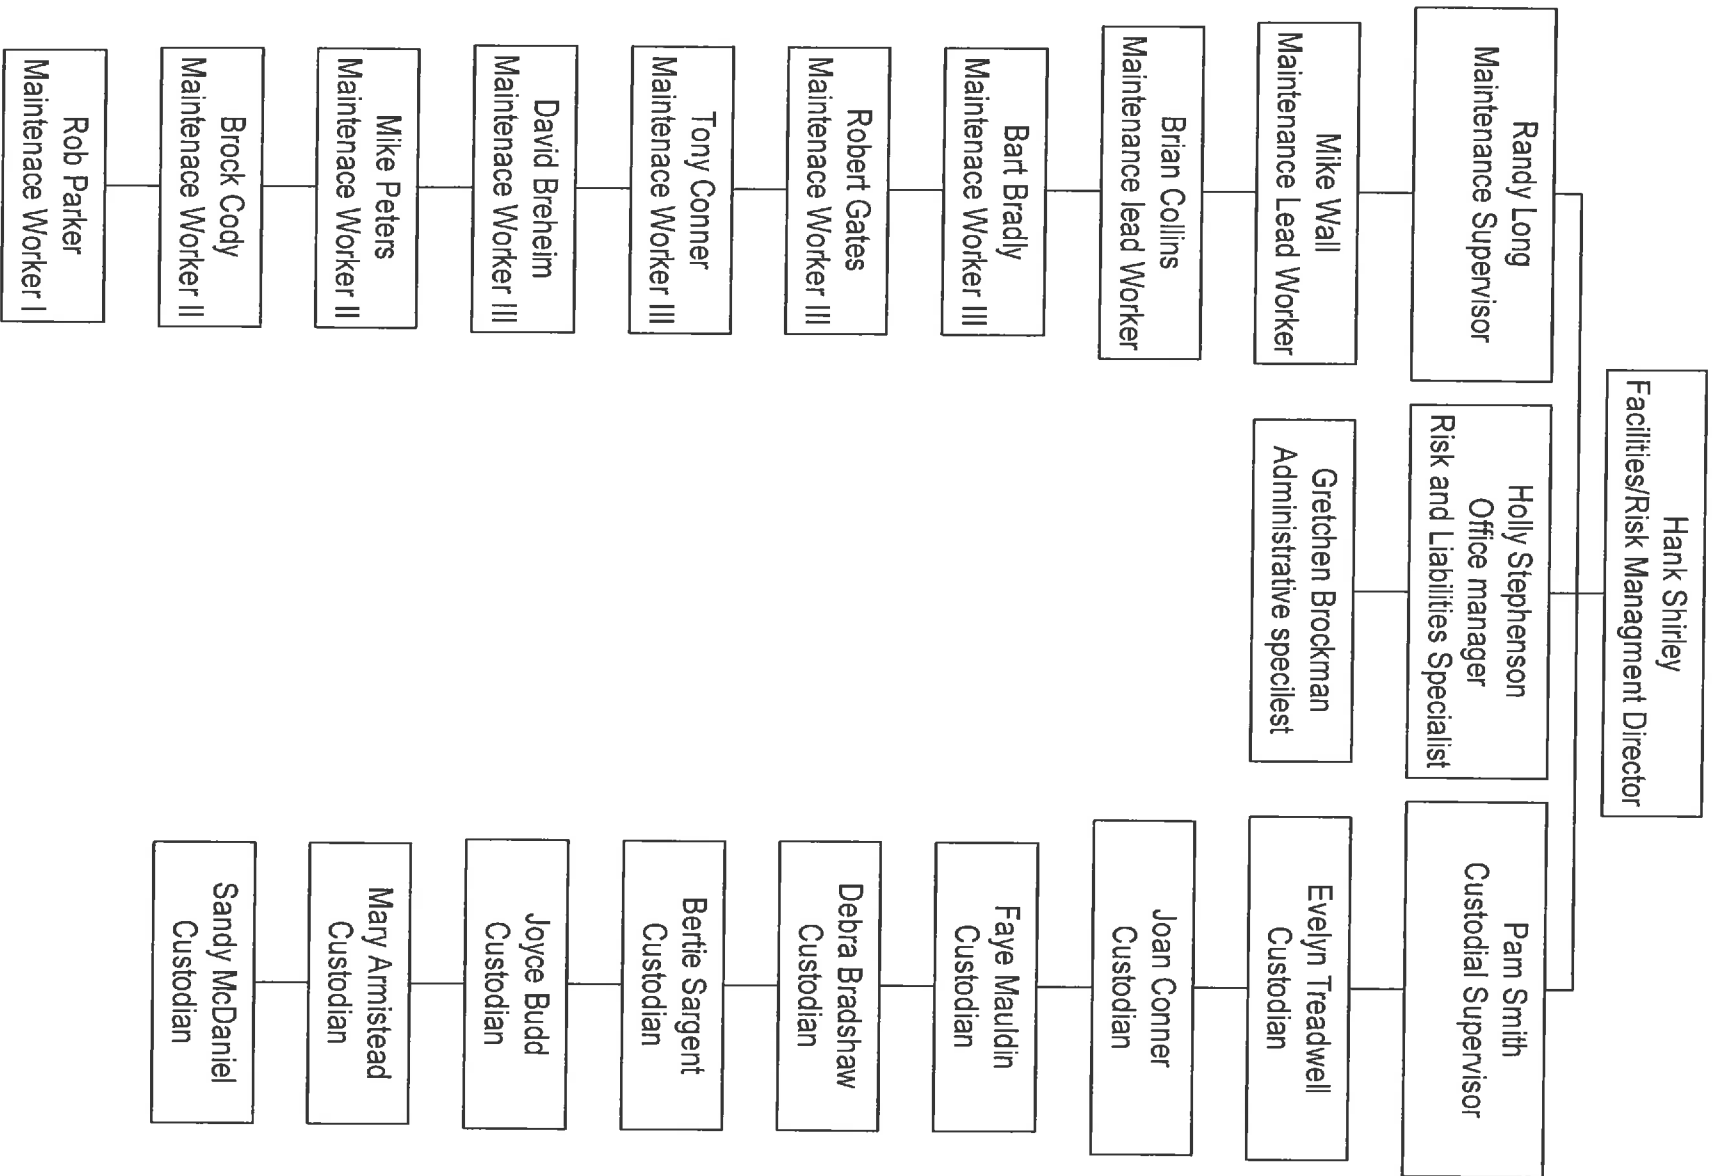 Hank Shirley
Facilities/Risk Managment Director
Randy Long
Maintenance Supervisor
Mike Wall
Maintenance Lead Worker
Brian Collins
Maintenance lead Worker
Bart Bradly
Maintenace Worker III
Robert Gates
Maintenace Worker III
Tony Conner
Maintenace Worker III
David Breheim
Maintenace Worker III
Mike Peters
Maintenace Worker II
Brock Cody
Maintenace Worker II
Rob Parker
Maintenace Worker I
Holly Stephenson
Office manager
Risk and Liabilities Specialist
Gretchen Brockman
Administrative specilest
Pam Smith
Custodial Supervisor
Evelyn Treadwell
Custodian
Joan Conner
Custodian
Faye Mauldin
Custodian
Debra Bradshaw
Custodian
Bertie Sargent
Custodian
Joyce Budd
Custodian
Mary Armistead
Custodian
Sandy McDaniel
Custodian